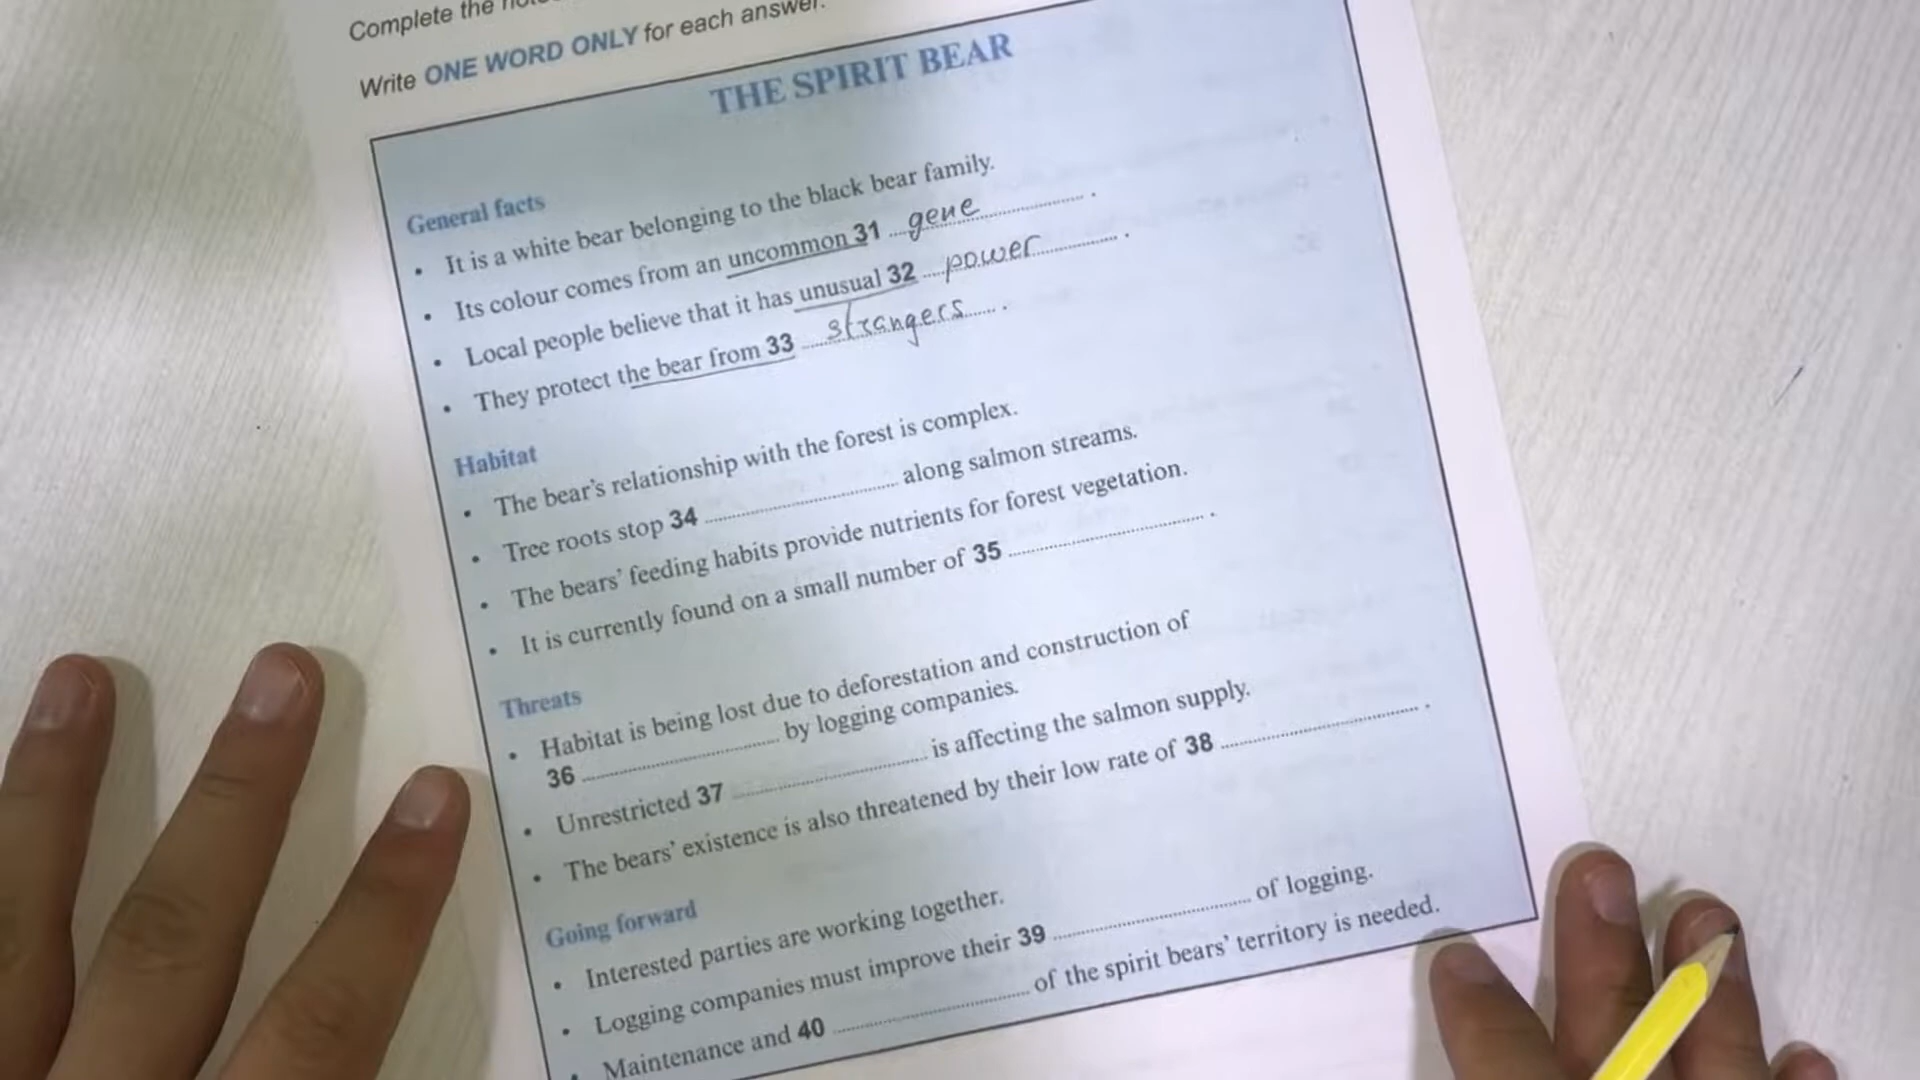 Complete the
Write ONE WORD ONLY for each answer.
THE SPIRIT BEAR
General facts
• It is a white bear belonging to the black bear family.
• Its colour comes from an uncommon 31 gene .
• Local people believe that it has unusual 32 power .
• They protect the bear from 33 strangers .
Habitat
• The bear's relationship with the forest is complex.
• Tree roots stop 34 .................... along salmon streams.
• The bears' feeding habits provide nutrients for forest vegetation.
• It is currently found on a small number of 35 .................... .
Threats
• Habitat is being lost due to deforestation and construction of
36 .................... by logging companies.
• Unrestricted 37 .................... is affecting the salmon supply.
• The bears' existence is also threatened by their low rate of 38 .................... .
Going forward
• Interested parties are working together.
• Logging companies must improve their 39 .................... of logging.
• Maintenance and 40 .................... of the spirit bears' territory is needed.